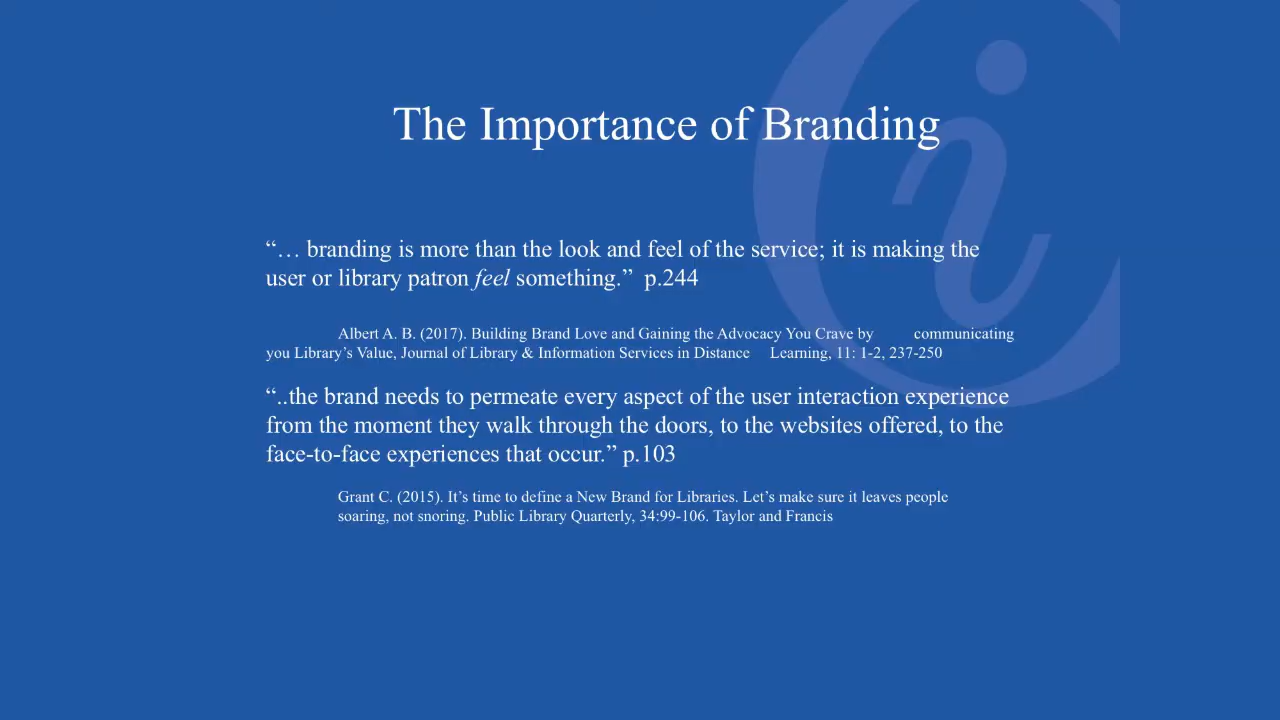 The Importance of Branding
“… branding is more than the look and feel of the service; it is making the
user or library patron feel something.” p.244
Albert A. B. (2017). Building Brand Love and Gaining the Advocacy You Crave by communicating
you Library’s Value, Journal of Library & Information Services in Distance Learning, 11: 1-2, 237-250
“..the brand needs to permeate every aspect of the user interaction experience
from the moment they walk through the doors, to the websites offered, to the
face-to-face experiences that occur.” p.103
Grant C. (2015). It’s time to define a New Brand for Libraries. Let’s make sure it leaves people
soaring, not snoring. Public Library Quarterly, 34:99-106. Taylor and Francis